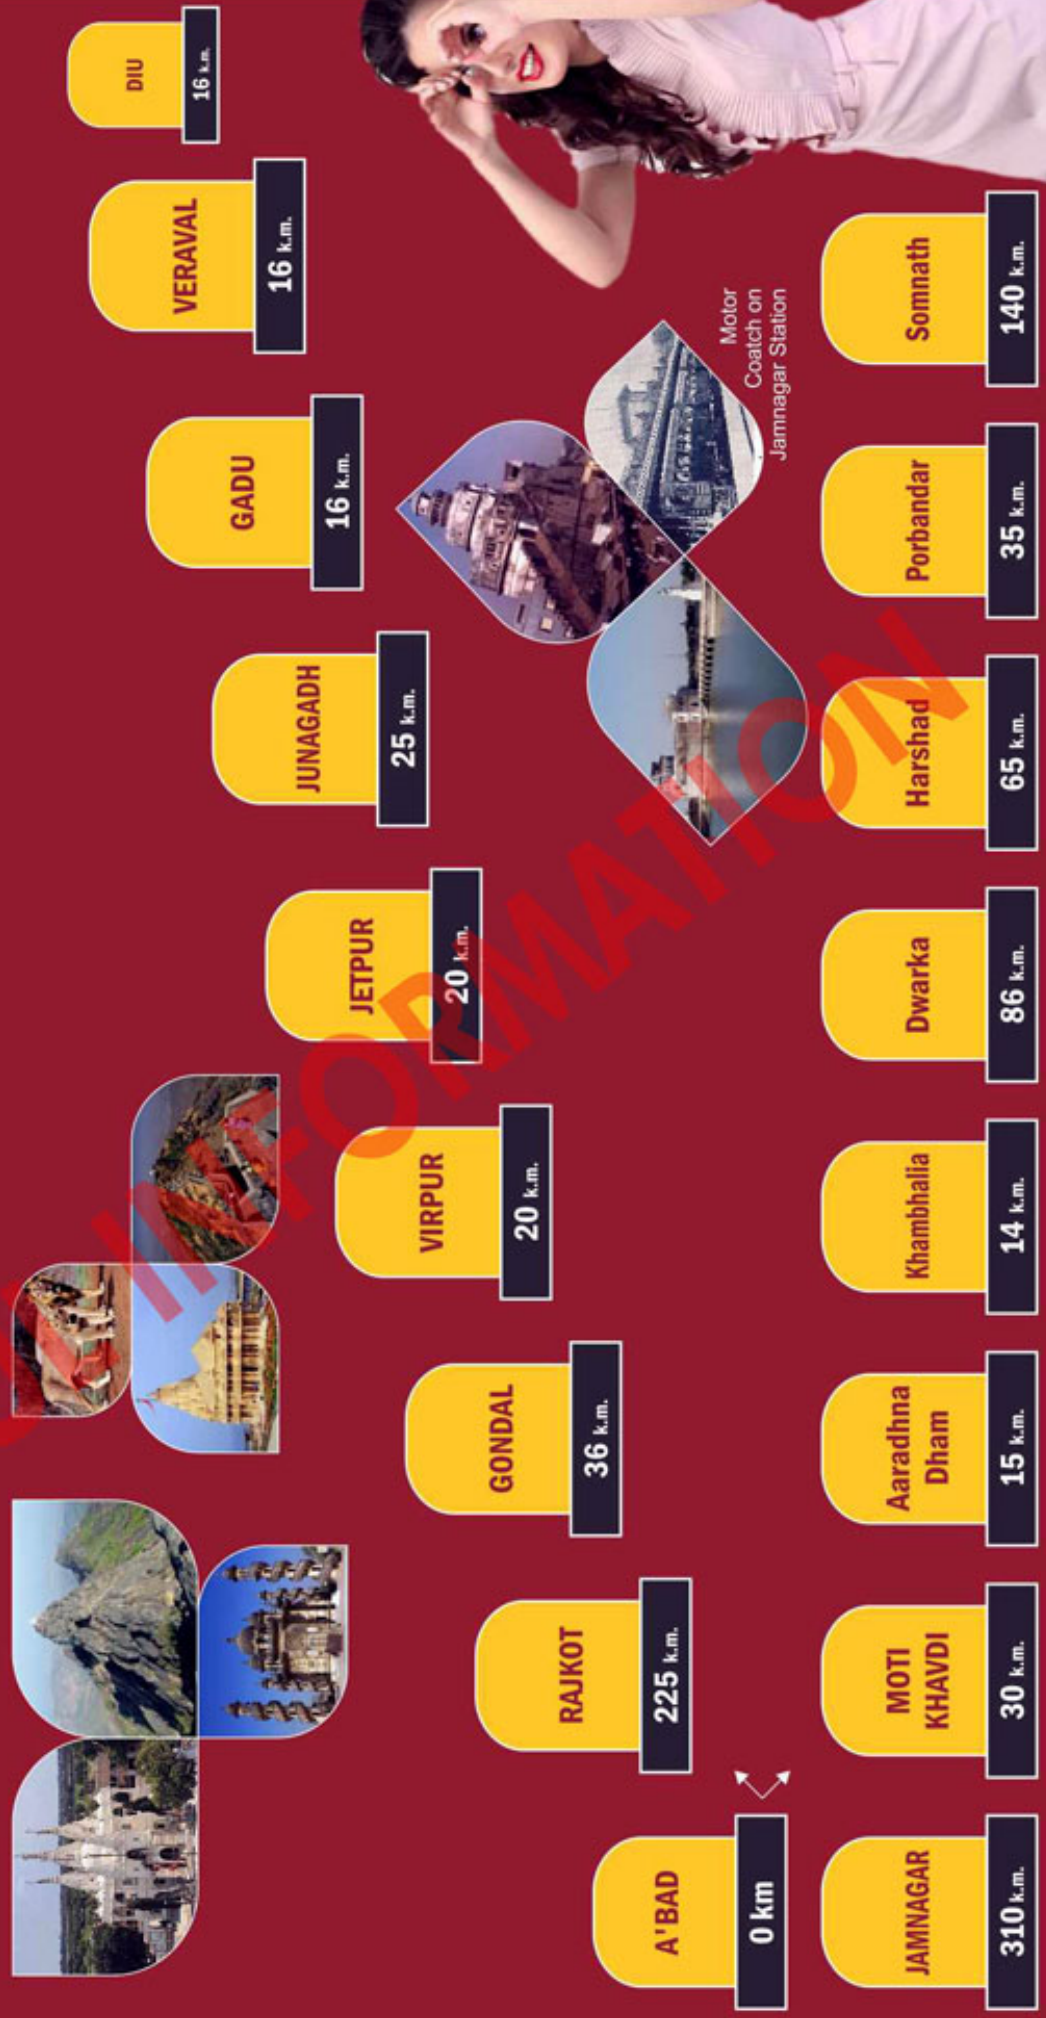 DIU
16 k.m.
VERAVAL
16 k.m.
GADU
16 k.m.
JUNAGADH
25 k.m.
JETPUR
20 k.m.
VIRPUR
20 k.m.
GONDAL
36 k.m.
RAJKOT
225 k.m.
A'BAD
0 km
Motor
Coatch on
Jamnagar Station
JAMNAGAR
310 k.m.
MOTI
KHAVDI
30 k.m.
Aaradhna
Dham
15 k.m.
Khambhalia
14 k.m.
Dwarka
86 k.m.
Harshad
65 k.m.
Porbandar
35 k.m.
Somnath
140 k.m.
INFORMATION